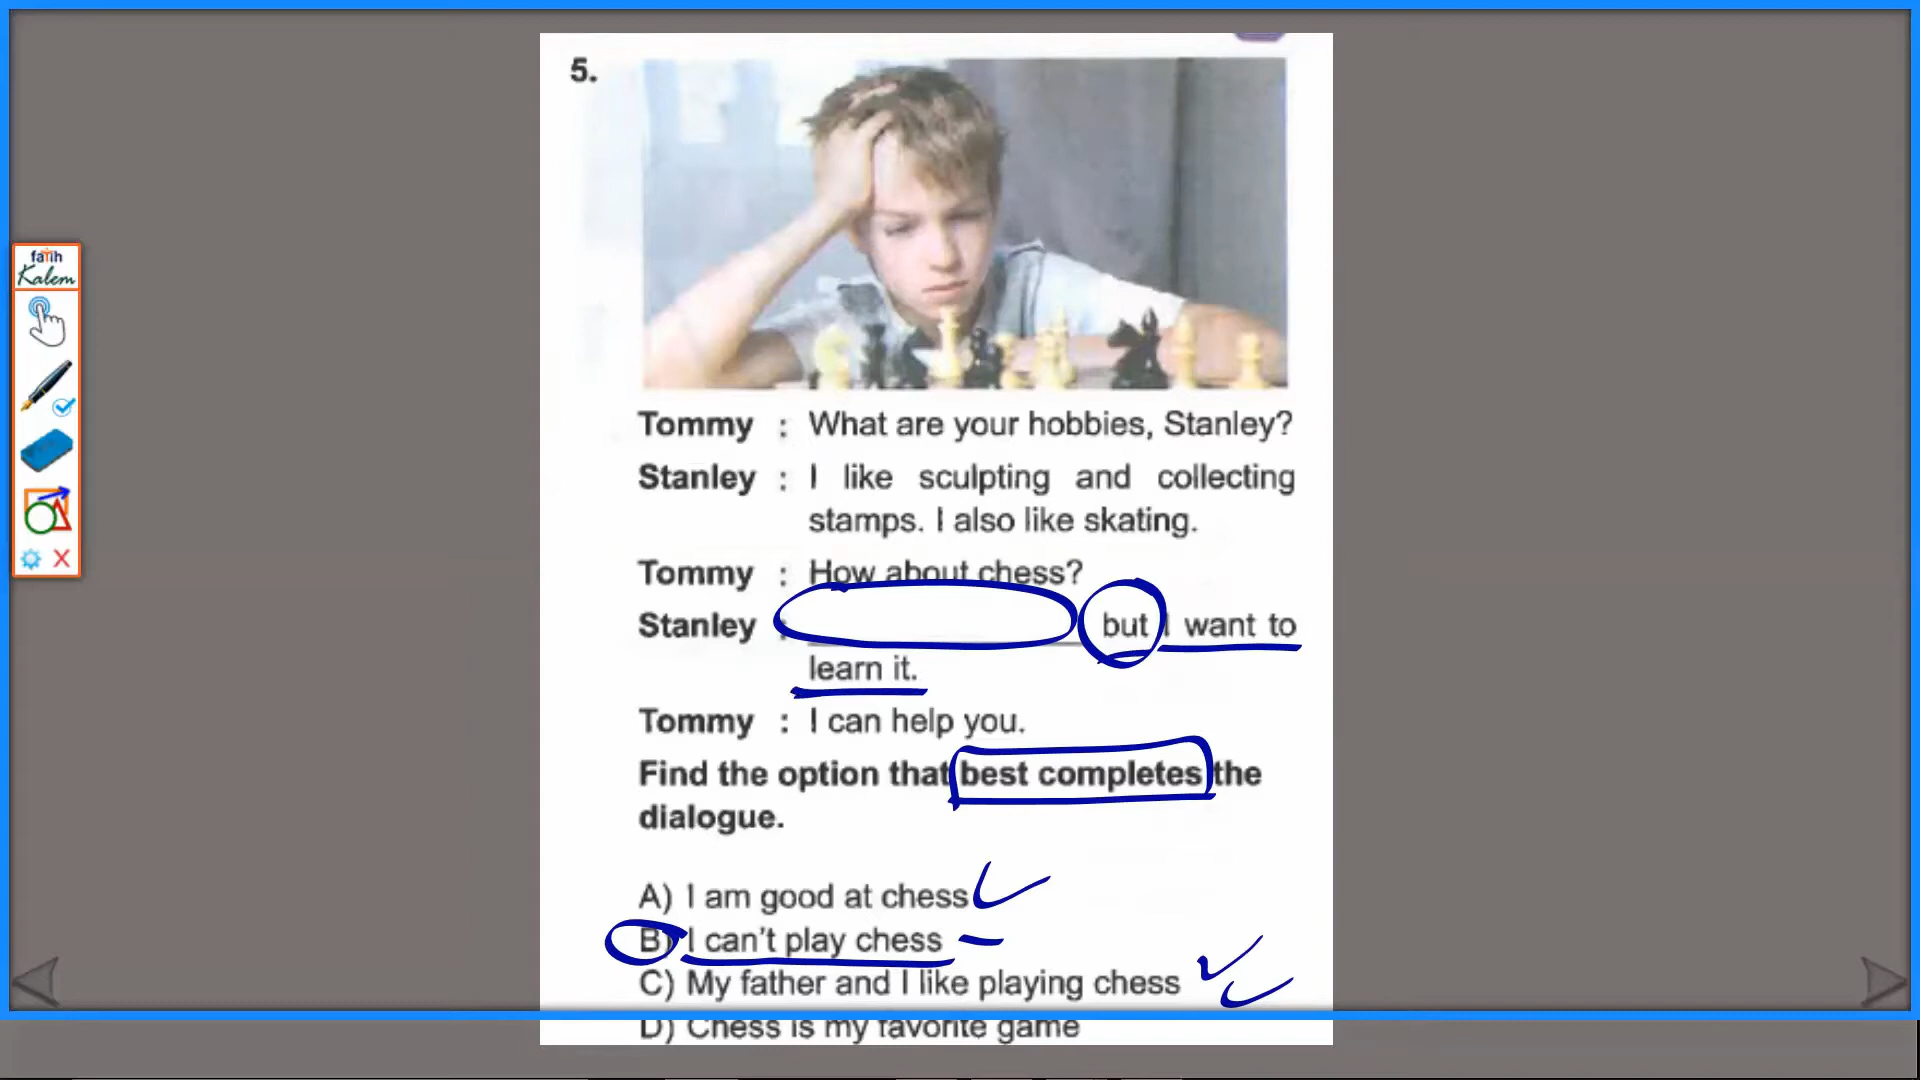 5.
fatih
Kalem
Tommy : What are your hobbies, Stanley?
Stanley : I like sculpting and collecting
stamps. I also like skating.
Tommy : How about chess?
Stanley : ____________ but I want to
learn it.
Tommy : I can help you.
Find the option that best completes the
dialogue.
A) I am good at chess
B) I can't play chess
C) My father and I like playing chess
D) Chess is my favorite game